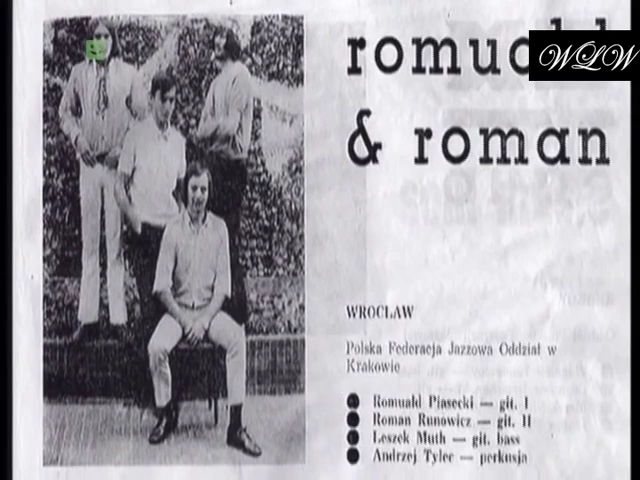 romuald
WLW
& roman
WROCŁAW
Polska Federacja Jazzowa Oddział w
Krakowie
Romuald Piasecki — git. I
Roman Runowicz — git. II
Leszek Muth — git. bass
Andrzej Tylec — perkusja